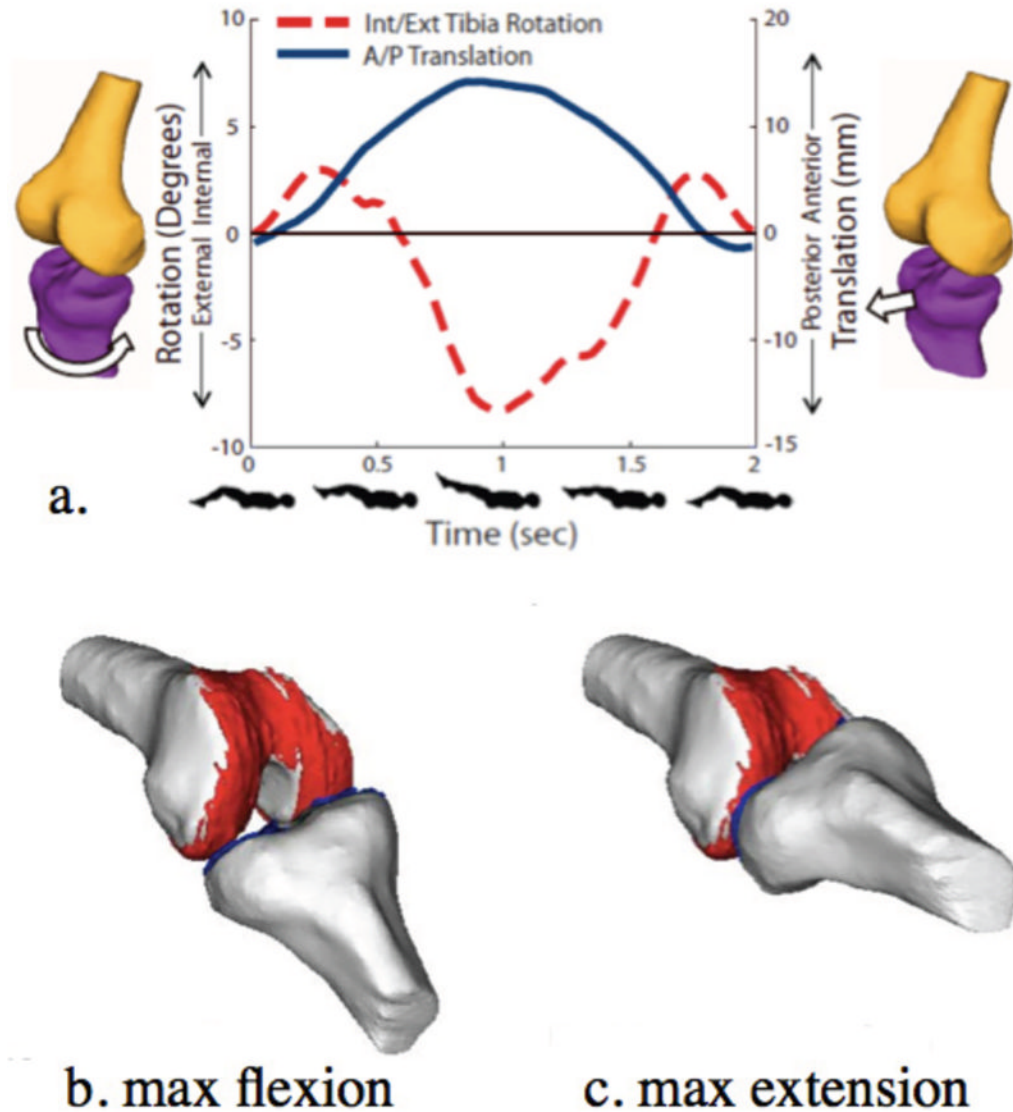 Int/Ext Tibia Rotation
A/P Translation
Rotation (Degrees)
External Internal
10
5
0
-5
-10
20
10
0
-10
-15
Posterior Anterior
Translation (mm)
0 0.5 1 1.5 2
Time (sec)
a.
b. max flexion
c. max extension